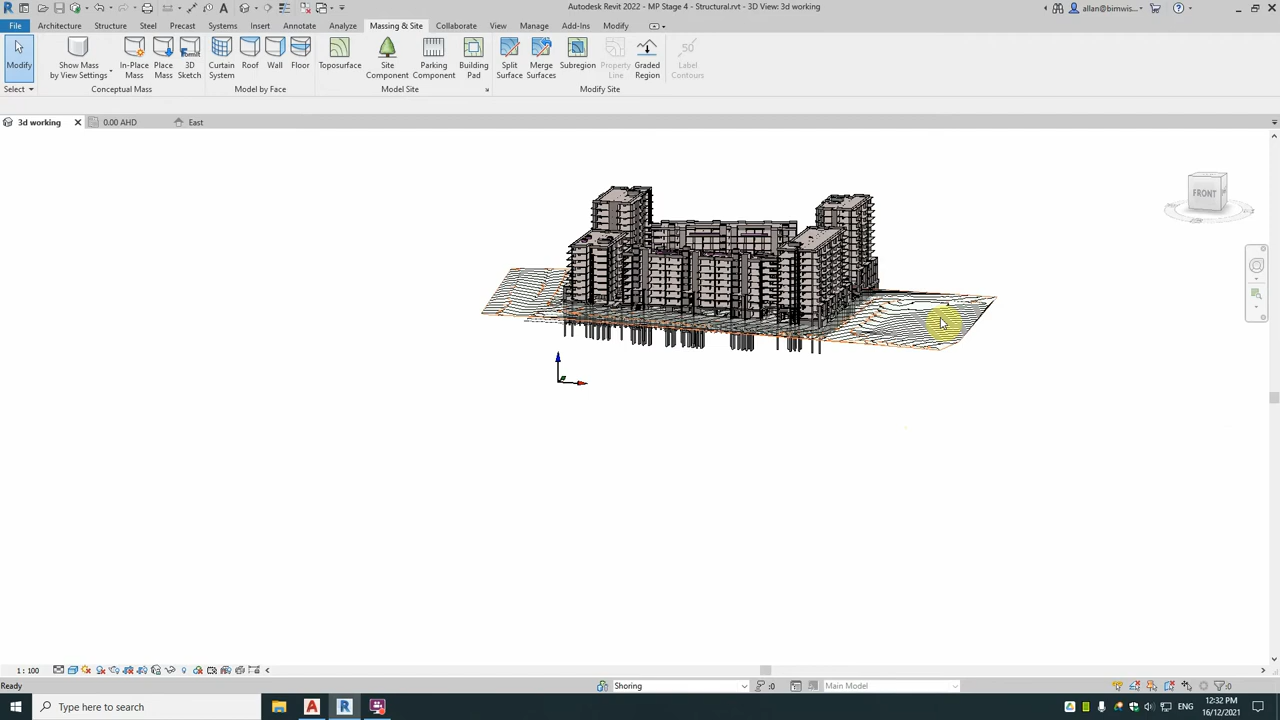 Autodesk Revit 2022 - MP Stage 4 - Structural.rvt - 3D View: 3d working
allan@bimwis...
File Architecture Structure Steel Precast Systems Insert Annotate Analyze Massing & Site Collaborate View Manage Add-Ins Modify
Modify
Show Mass by View Settings
In-Place Mass
Place Mass
3D Sketch
Curtain System
Roof
Wall
Floor
Toposurface
Site Component
Parking Component
Building Pad
Split Surface
Merge Surfaces
Subregion
Property Line
Graded Region
Label Contours
Select Conceptual Mass Model by Face Model Site Modify Site
3d working 0.00 AHD East
FRONT
1 : 100
Ready Shoring :0 Main Model :0
Type here to search
ENG
12:32 PM
16/12/2021